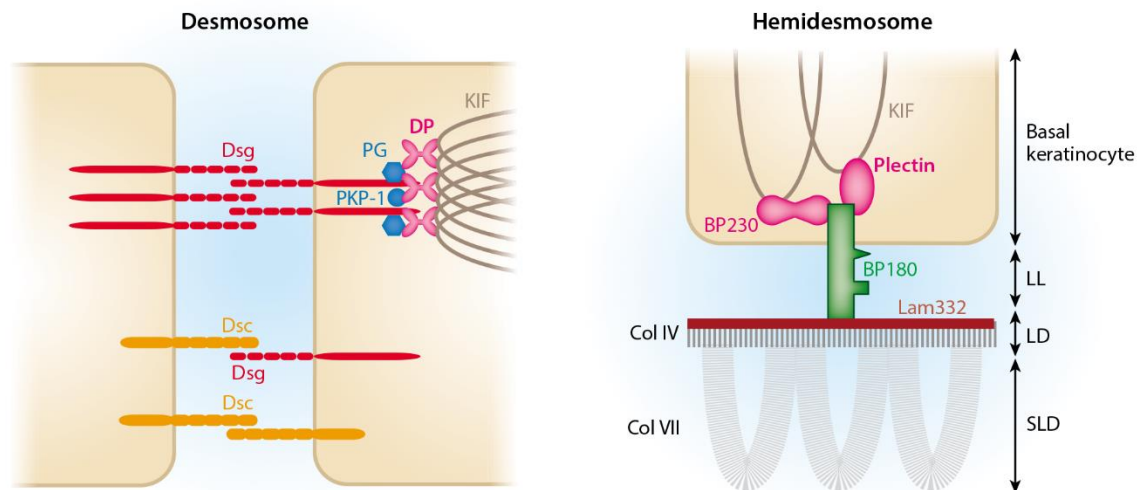 Desmosome
KIF
DP
PG
Dsg
PKP-1
Dsc
Dsg
Dsc
Hemidesmosome
KIF
Basal
keratinocyte
Plectin
BP230
BP180
LL
Lam332
Col IV
LD
Col VII
SLD